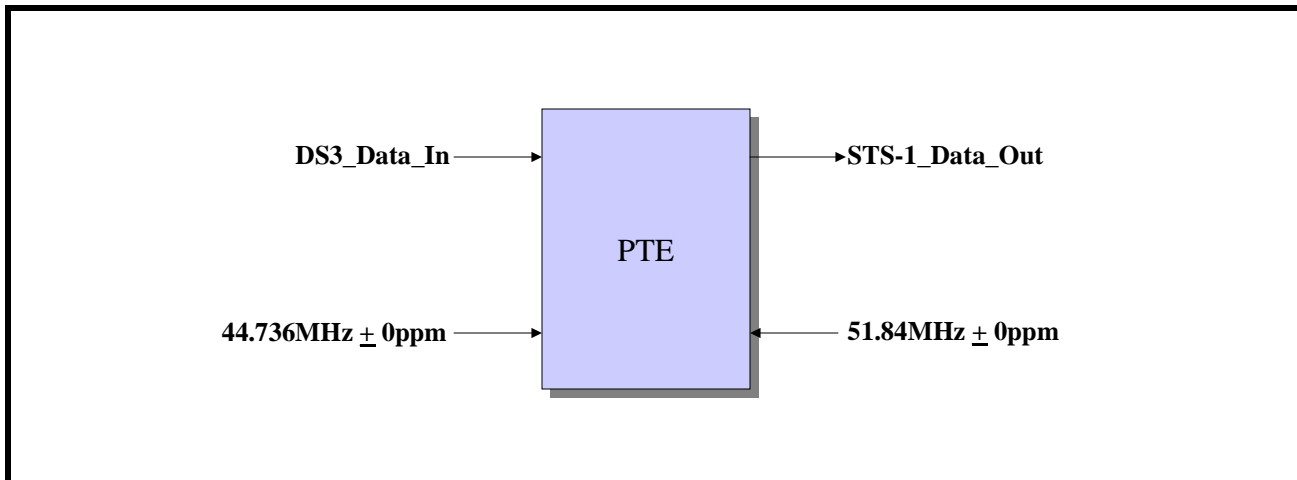 DS3_Data_In
STS-1_Data_Out
PTE
44.736MHz ± 0ppm
51.84MHz ± 0ppm